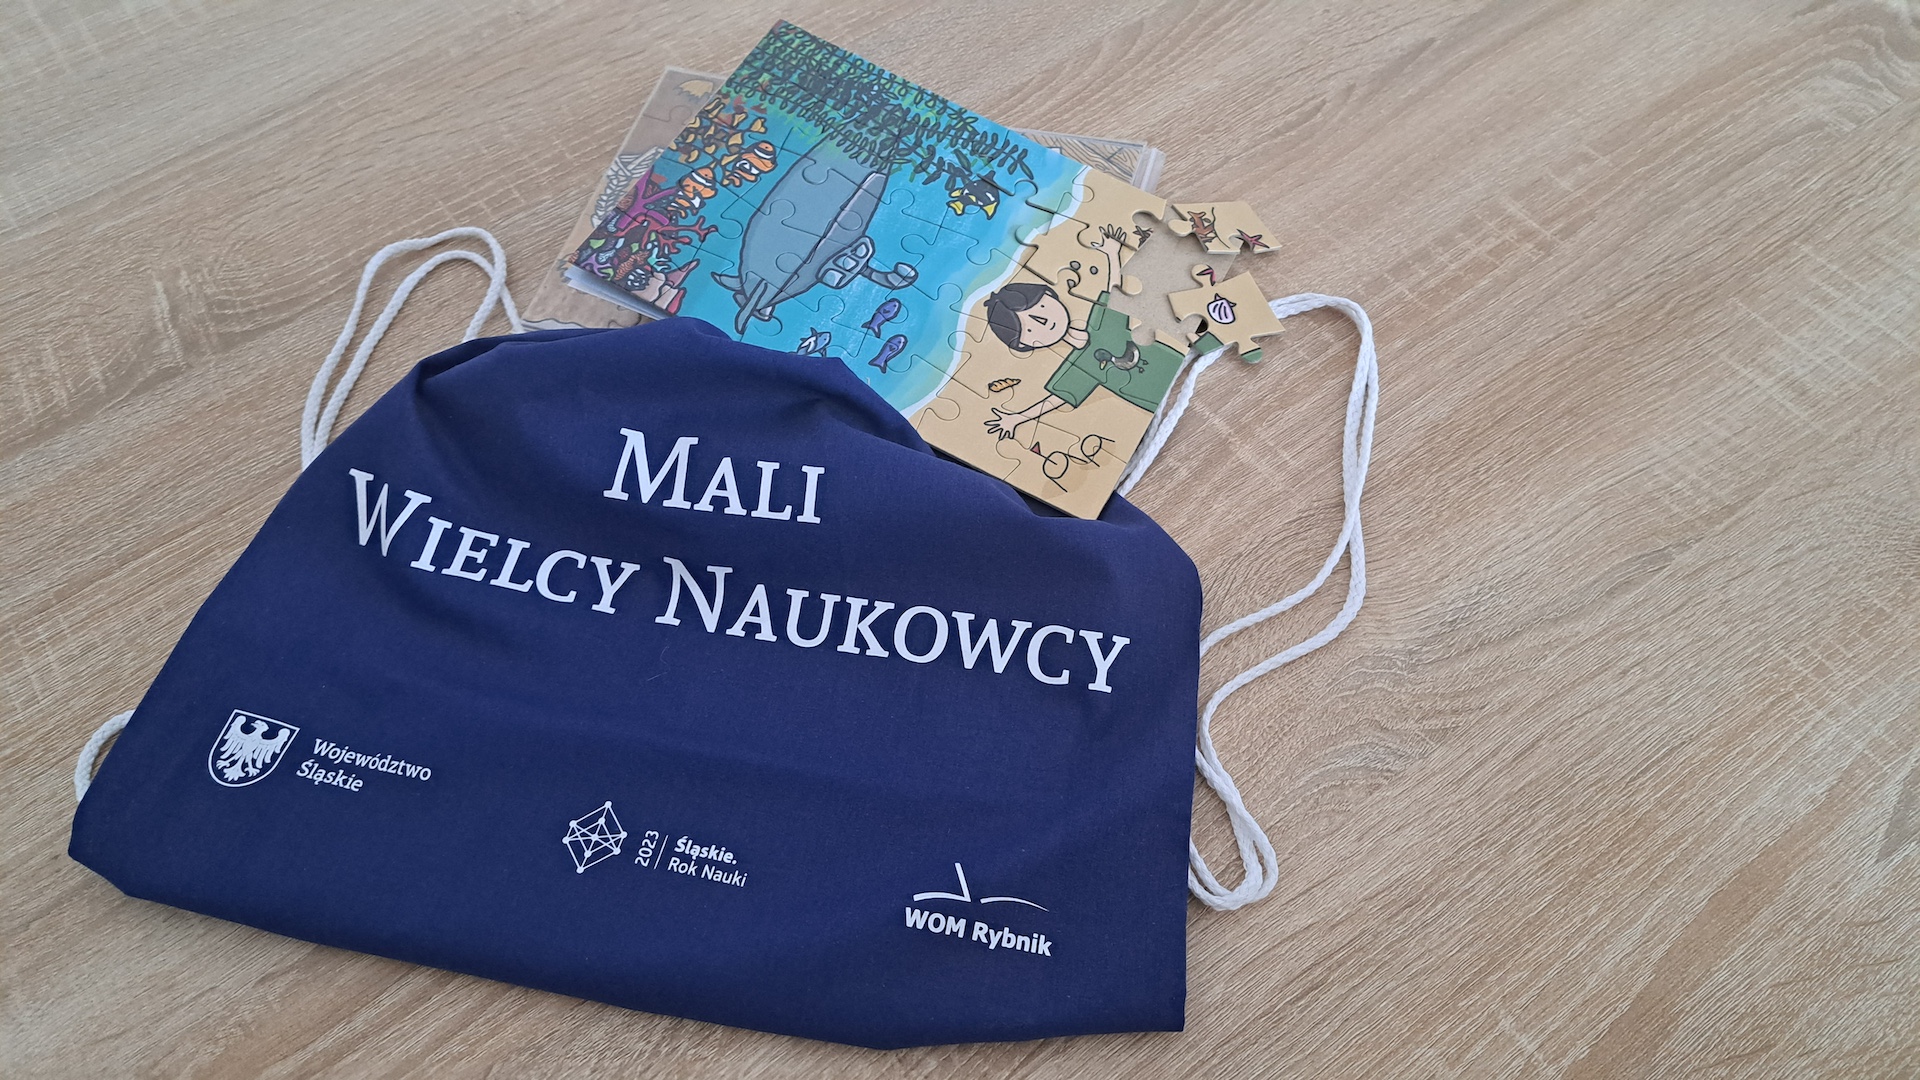 MALI
WIELCY NAUKOWCY
Województwo
Śląskie
2023
Śląskie.
Rok Nauki
WOM Rybnik